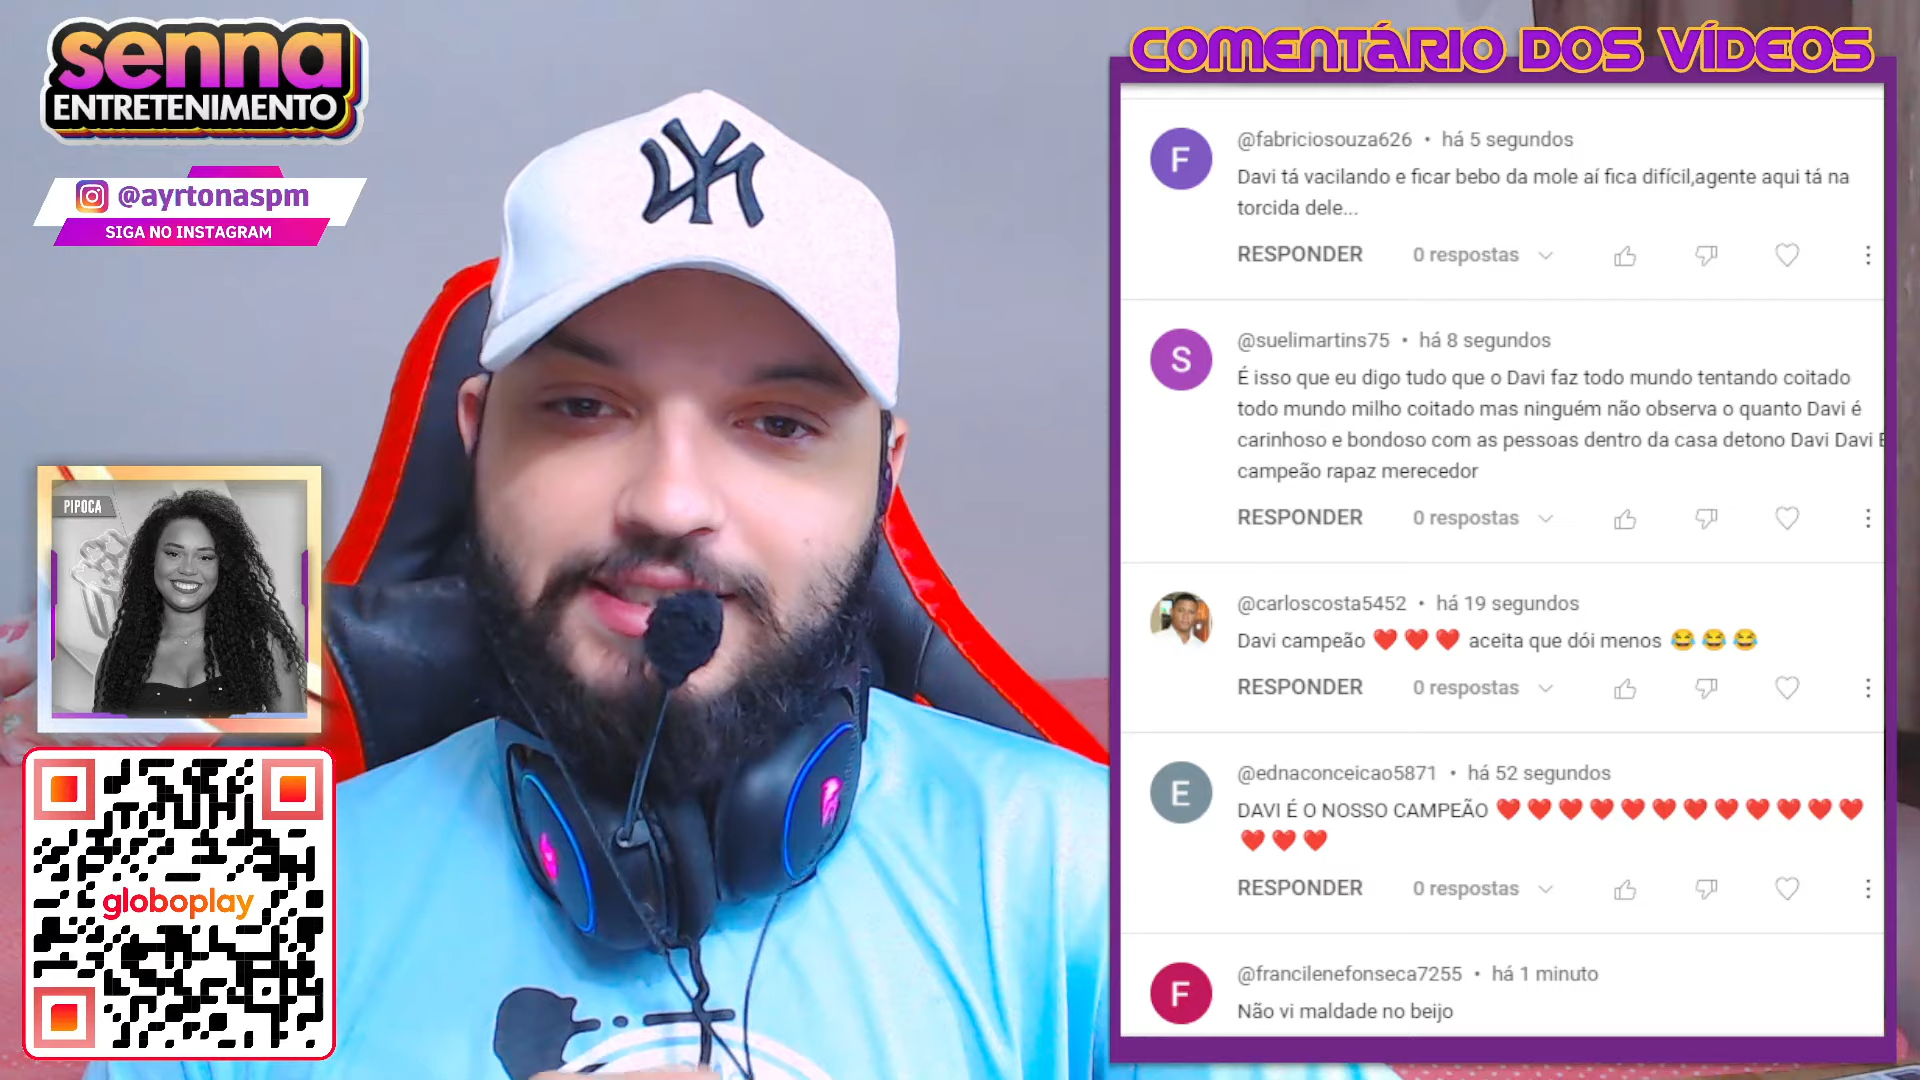 senna
ENTRETENIMENTO
@ayrtonaspm
SIGA NO INSTAGRAM
PIPOCA
globoplay
NY
COMENTÁRIO DOS VÍDEOS
F
@fabriciosouza626 • há 5 segundos
Davi tá vacilando e ficar bebo da mole aí fica difícil,agente aqui tá na
torcida dele...
RESPONDER 0 respostas
S
@suelimartins75 • há 8 segundos
É isso que eu digo tudo que o Davi faz todo mundo tentando coitado
todo mundo milho coitado mas ninguém não observa o quanto Davi é
carinhoso e bondoso com as pessoas dentro da casa detono Davi Davi E
campeão rapaz merecedor
RESPONDER 0 respostas
@carloscosta5452 • há 19 segundos
Davi campeão ❤️❤️❤️ aceita que dói menos 😂😂😂
RESPONDER 0 respostas
E
@ednaconceicao5871 • há 52 segundos
DAVI É O NOSSO CAMPEÃO ❤️❤️❤️❤️❤️❤️❤️❤️❤️❤️❤️❤️
❤️❤️❤️
RESPONDER 0 respostas
F
@francilenefonseca7255 • há 1 minuto
Não vi maldade no beijo